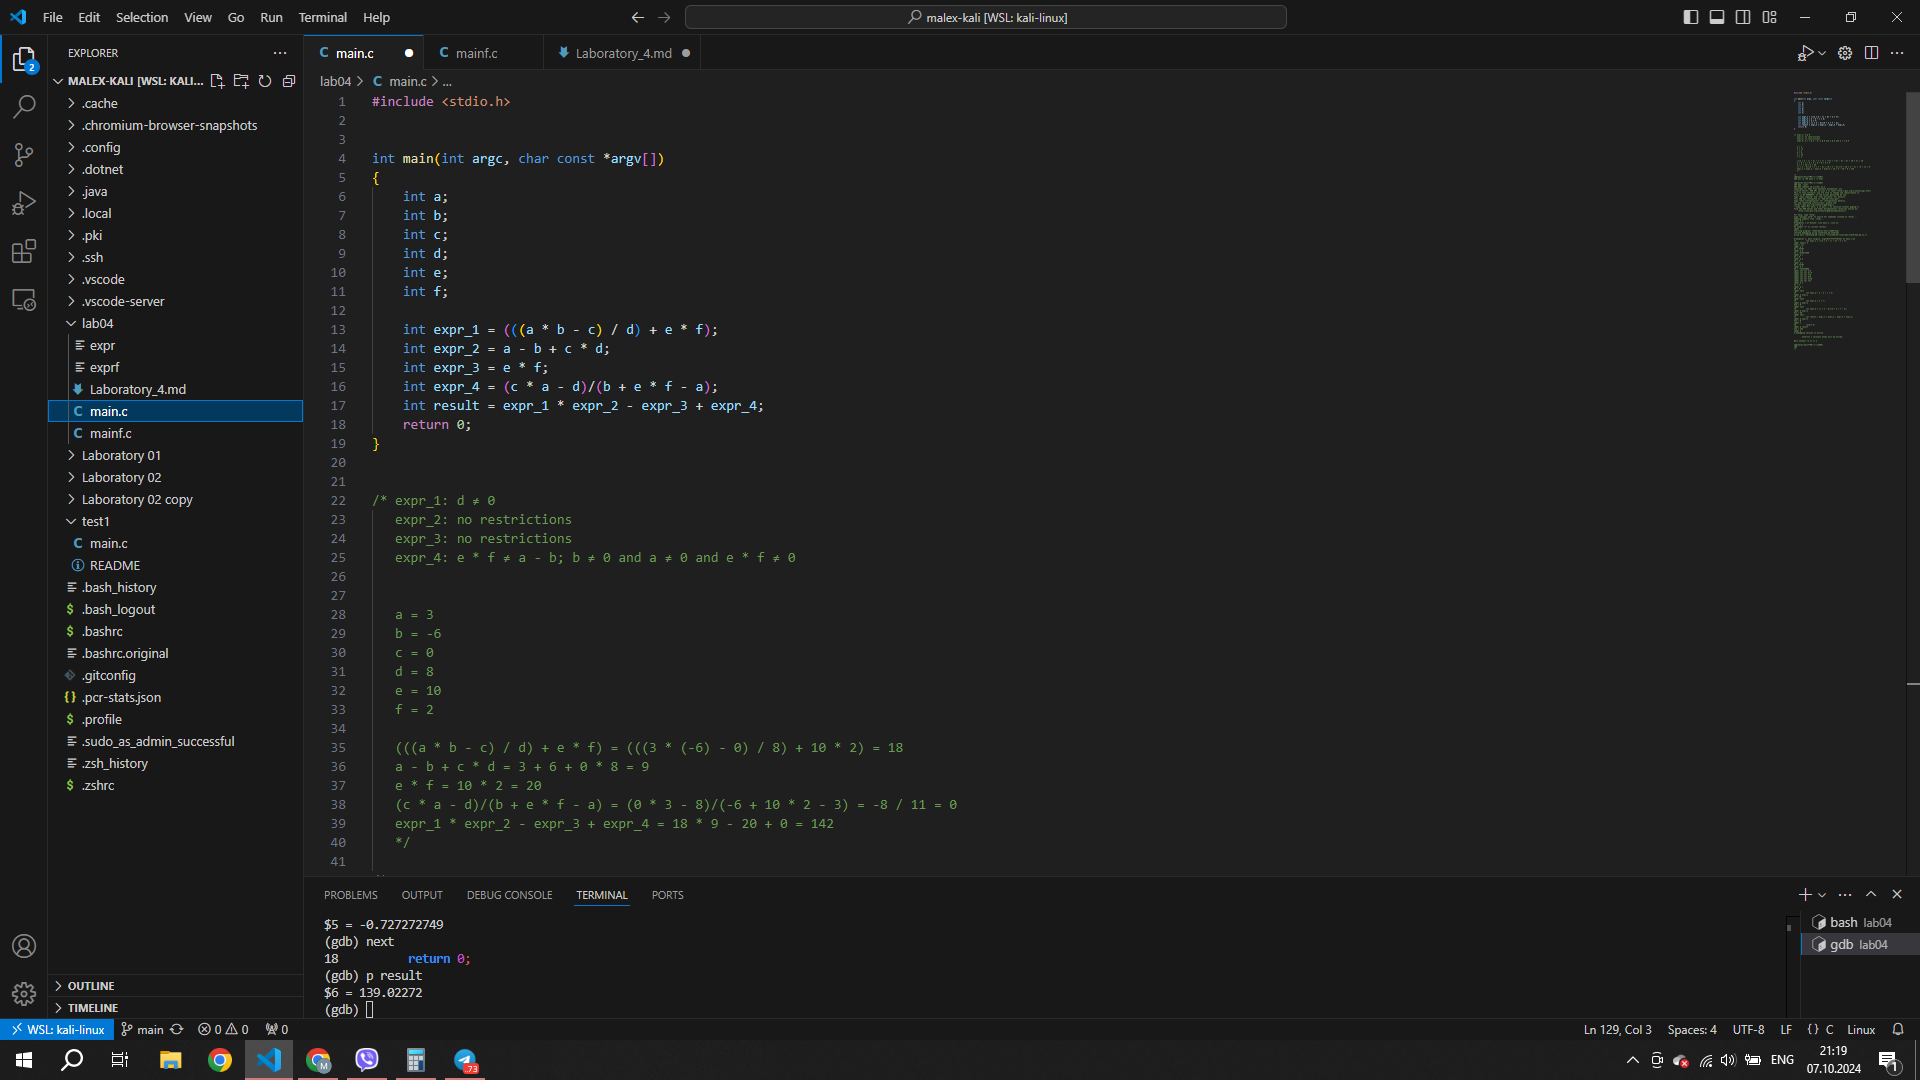 File Edit Selection View Go Run Terminal Help
malex-kali [WSL: kali-linux]
2
EXPLORER
MALEX-KALI [WSL: KALI...
.cache
.chromium-browser-snapshots
.config
.dotnet
.java
.local
.pki
.ssh
.vscode
.vscode-server
lab04
expr
exprf
Laboratory_4.md
C main.c
C mainf.c
Laboratory 01
Laboratory 02
Laboratory 02 copy
test1
C main.c
README
.bash_history
.bash_logout
$ .bashrc
.bashrc.original
.gitconfig
{} .pcr-stats.json
$ .profile
.sudo_as_admin_successful
.zsh_history
$ .zshrc
OUTLINE
TIMELINE
C main.c
C mainf.c
Laboratory_4.md
lab04 > C main.c > ...
1 #include <stdio.h>
2
3
4 int main(int argc, char const *argv[])
5 {
6 int a;
7 int b;
8 int c;
9 int d;
10 int e;
11 int f;
12
13 int expr_1 = (((a * b - c) / d) + e * f);
14 int expr_2 = a - b + c * d;
15 int expr_3 = e * f;
16 int expr_4 = (c * a - d)/(b + e * f - a);
17 int result = expr_1 * expr_2 - expr_3 + expr_4;
18 return 0;
19 }
20
21
22 /* expr_1: d ≠ 0
23 expr_2: no restrictions
24 expr_3: no restrictions
25 expr_4: e * f ≠ a - b; b ≠ 0 and a ≠ 0 and e * f ≠ 0
26
27
28 a = 3
29 b = -6
30 c = 0
31 d = 8
32 e = 10
33 f = 2
34
35 (((a * b - c) / d) + e * f) = (((3 * (-6) - 0) / 8) + 10 * 2) = 18
36 a - b + c * d = 3 + 6 + 0 * 8 = 9
37 e * f = 10 * 2 = 20
38 (c * a - d)/(b + e * f - a) = (0 * 3 - 8)/(-6 + 10 * 2 - 3) = -8 / 11 = 0
39 expr_1 * expr_2 - expr_3 + expr_4 = 18 * 9 - 20 + 0 = 142
40 */
41
PROBLEMS OUTPUT DEBUG CONSOLE TERMINAL PORTS
$5 = -0.727272749
(gdb) next
18 return 0;
(gdb) p result
$6 = 139.02272
(gdb)
bash lab04
gdb lab04
WSL: kali-linux main 0 0 0
Ln 129, Col 3 Spaces: 4 UTF-8 LF {} C Linux
M
.73
ENG
21:19
07.10.2024
1